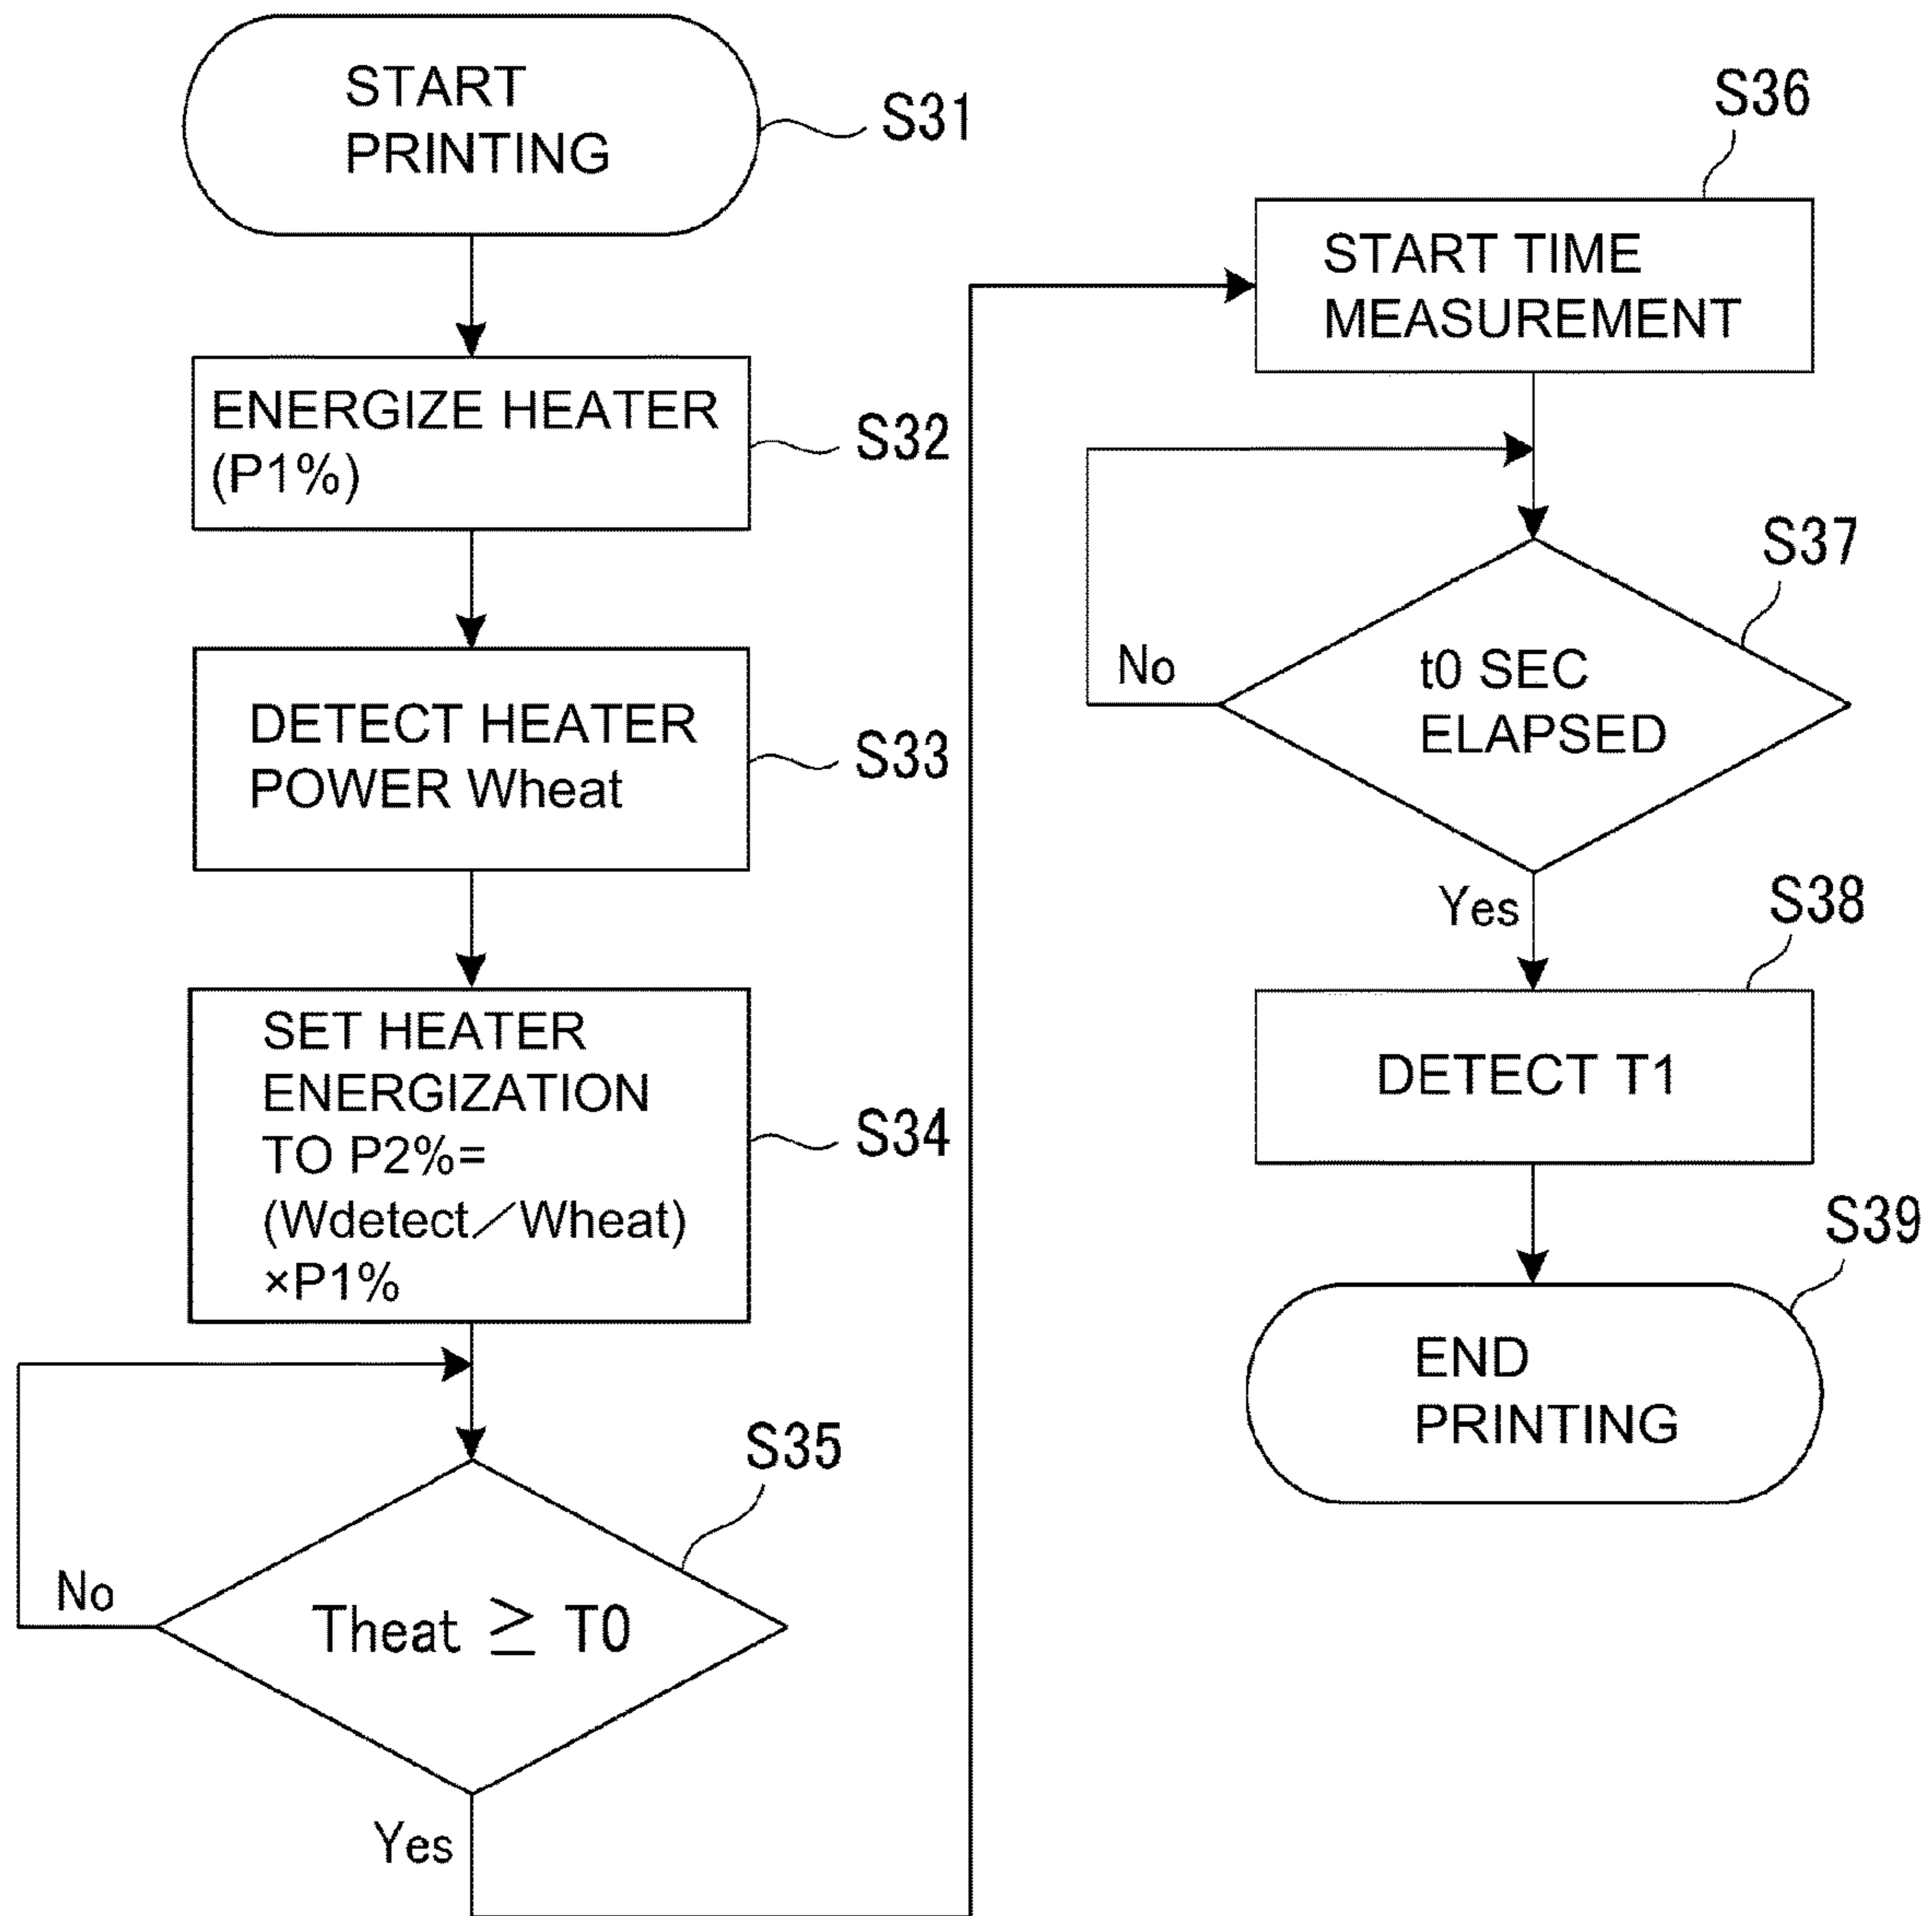 START
PRINTING
S31
ENERGIZE HEATER
(P1%)
S32
DETECT HEATER
POWER Wheat
S33
SET HEATER
ENERGIZATION
TO P2%=
(Wdetect／Wheat)
×P1%
S34
S35
No
Theat ≧ T0
Yes
S36
START TIME
MEASUREMENT
S37
No
t0 SEC
ELAPSED
Yes
S38
DETECT T1
S39
END
PRINTING